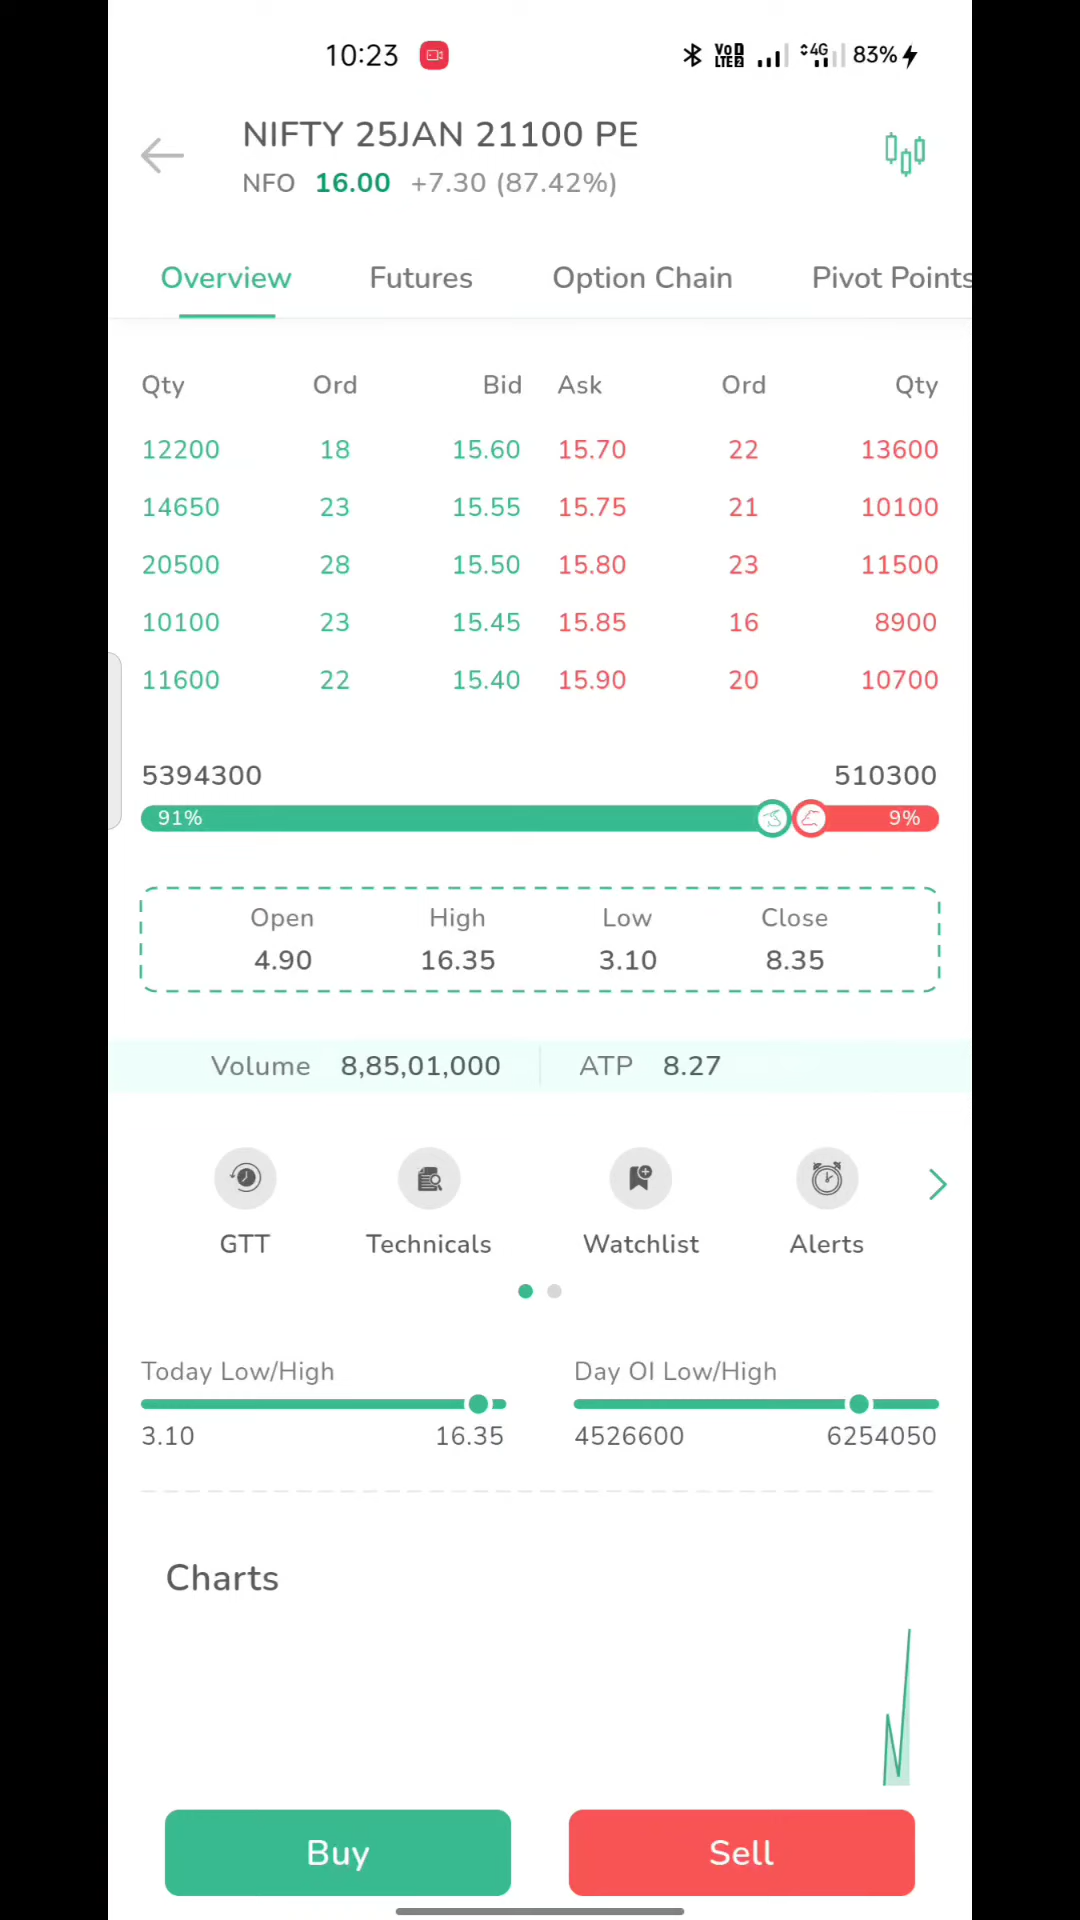 10:23 VoD LTE2 4G 83%
NIFTY 25JAN 21100 PE
NFO 16.00 +7.30 (87.42%)
Overview Futures Option Chain Pivot Points
Qty Ord Bid Ask Ord Qty
12200 18 15.60 15.70 22 13600
14650 23 15.55 15.75 21 10100
20500 28 15.50 15.80 23 11500
10100 23 15.45 15.85 16 8900
11600 22 15.40 15.90 20 10700
5394300 510300
91% 9%
Open High Low Close
4.90 16.35 3.10 8.35
Volume 8,85,01,000 ATP 8.27
GTT Technicals Watchlist Alerts
Today Low/High Day OI Low/High
3.10 16.35 4526600 6254050
Charts
Buy Sell